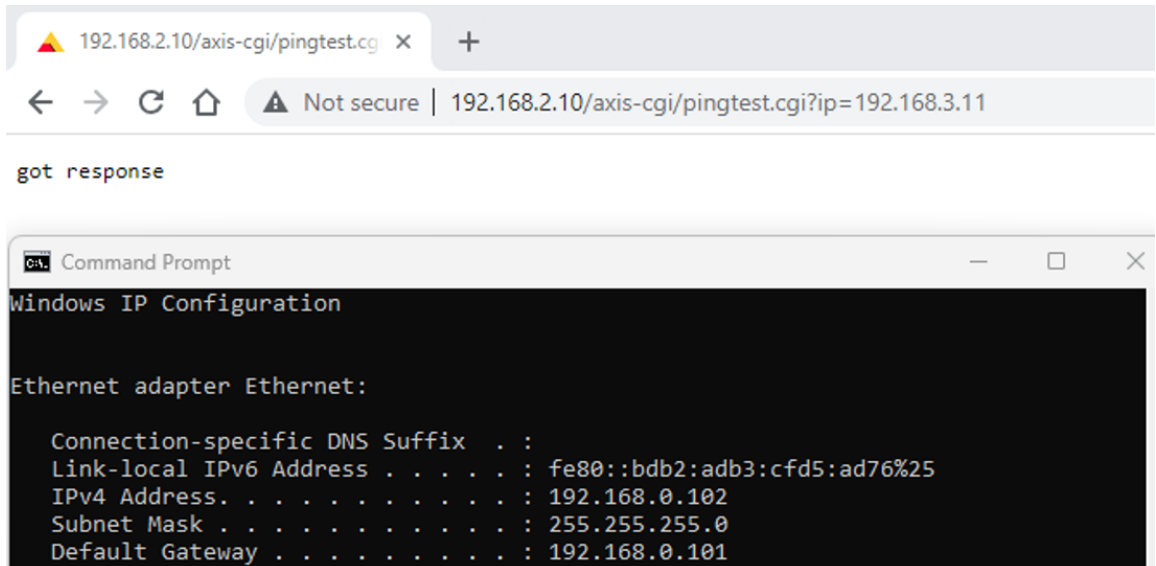 192.168.2.10/axis-cgi/pingtest.cg
Not secure | 192.168.2.10/axis-cgi/pingtest.cgi?ip=192.168.3.11
got response
Command Prompt
Windows IP Configuration
Ethernet adapter Ethernet:
Connection-specific DNS Suffix . :
Link-local IPv6 Address . . . . . : fe80::bdb2:adb3:cfd5:ad76%25
IPv4 Address. . . . . . . . . . . : 192.168.0.102
Subnet Mask . . . . . . . . . . . : 255.255.255.0
Default Gateway . . . . . . . . . : 192.168.0.101